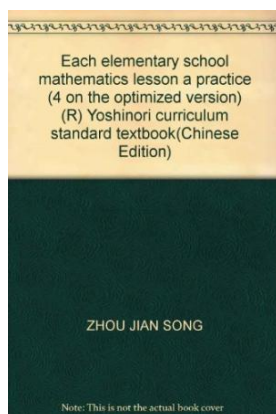 Each elementary school
mathematics lesson a practice
(4 on the optimized version)
(R) Yoshinori curriculum
standard textbook(Chinese
Edition)
ZHOU JIAN SONG
Note: This is not the actual book cover